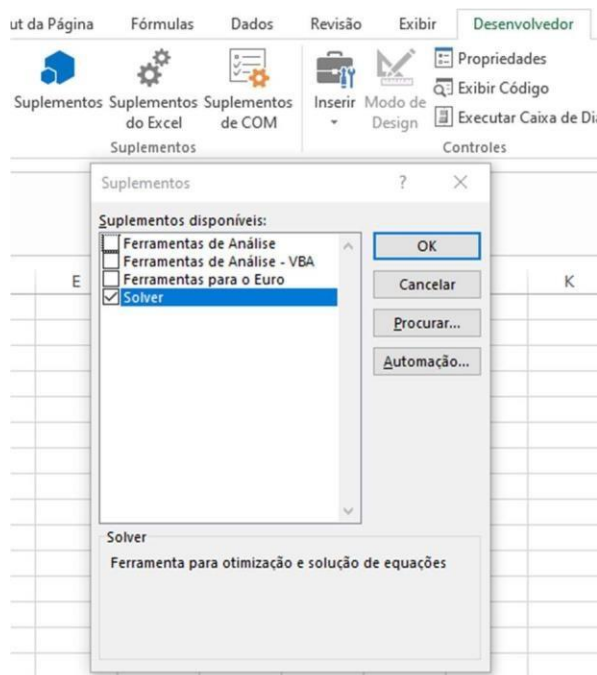 ut da Página Fórmulas Dados Revisão Exibir Desenvolvedor
Suplementos
Suplementos do Excel
Suplementos de COM
Inserir
Modo de Design
Propriedades
Exibir Código
Executar Caixa de Di
Suplementos
Controles
Suplementos ?
Suplementos disponíveis:
Ferramentas de Análise
Ferramentas de Análise - VBA
Ferramentas para o Euro
Solver
OK
Cancelar
Procurar...
Automação...
E K
Solver
Ferramenta para otimização e solução de equações